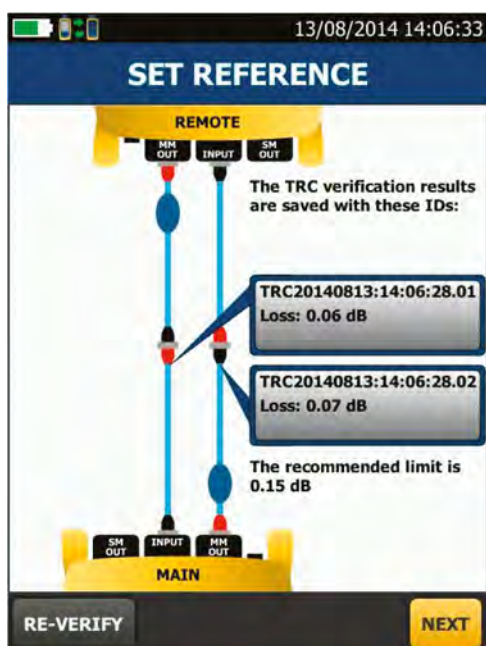 13/08/2014 14:06:33
SET REFERENCE
REMOTE
MM OUT
INPUT
SM OUT
The TRC verification results
are saved with these IDs:
TRC20140813:14:06:28.01
Loss: 0.06 dB
TRC20140813:14:06:28.02
Loss: 0.07 dB
The recommended limit is
0.15 dB
SM OUT
INPUT
MM OUT
MAIN
RE-VERIFY
NEXT